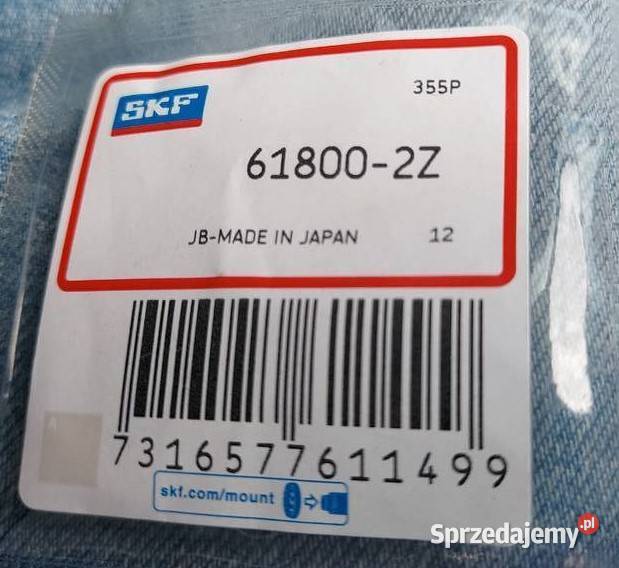 355P
SKF
61800-2Z
JB-MADE IN JAPAN 12
7316577611499
skf.com/mount
Sprzedajemy.pl